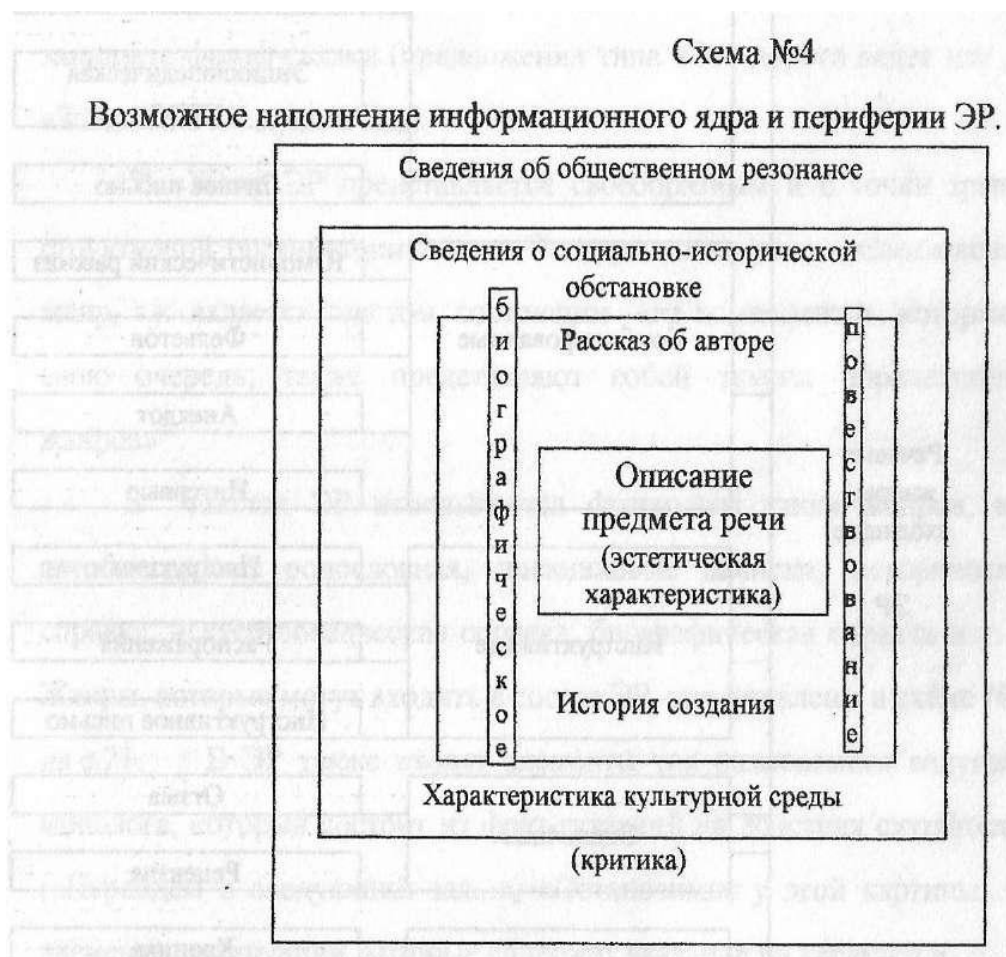 Схема №4
Возможное наполнение информационного ядра и периферии ЭР.
Сведения об общественном резонансе
Сведения о социально-исторической
обстановке
биографическое
Рассказ об авторе
повествование
Описание
предмета речи
(эстетическая
характеристика)
История создания
Характеристика культурной среды
(критика)